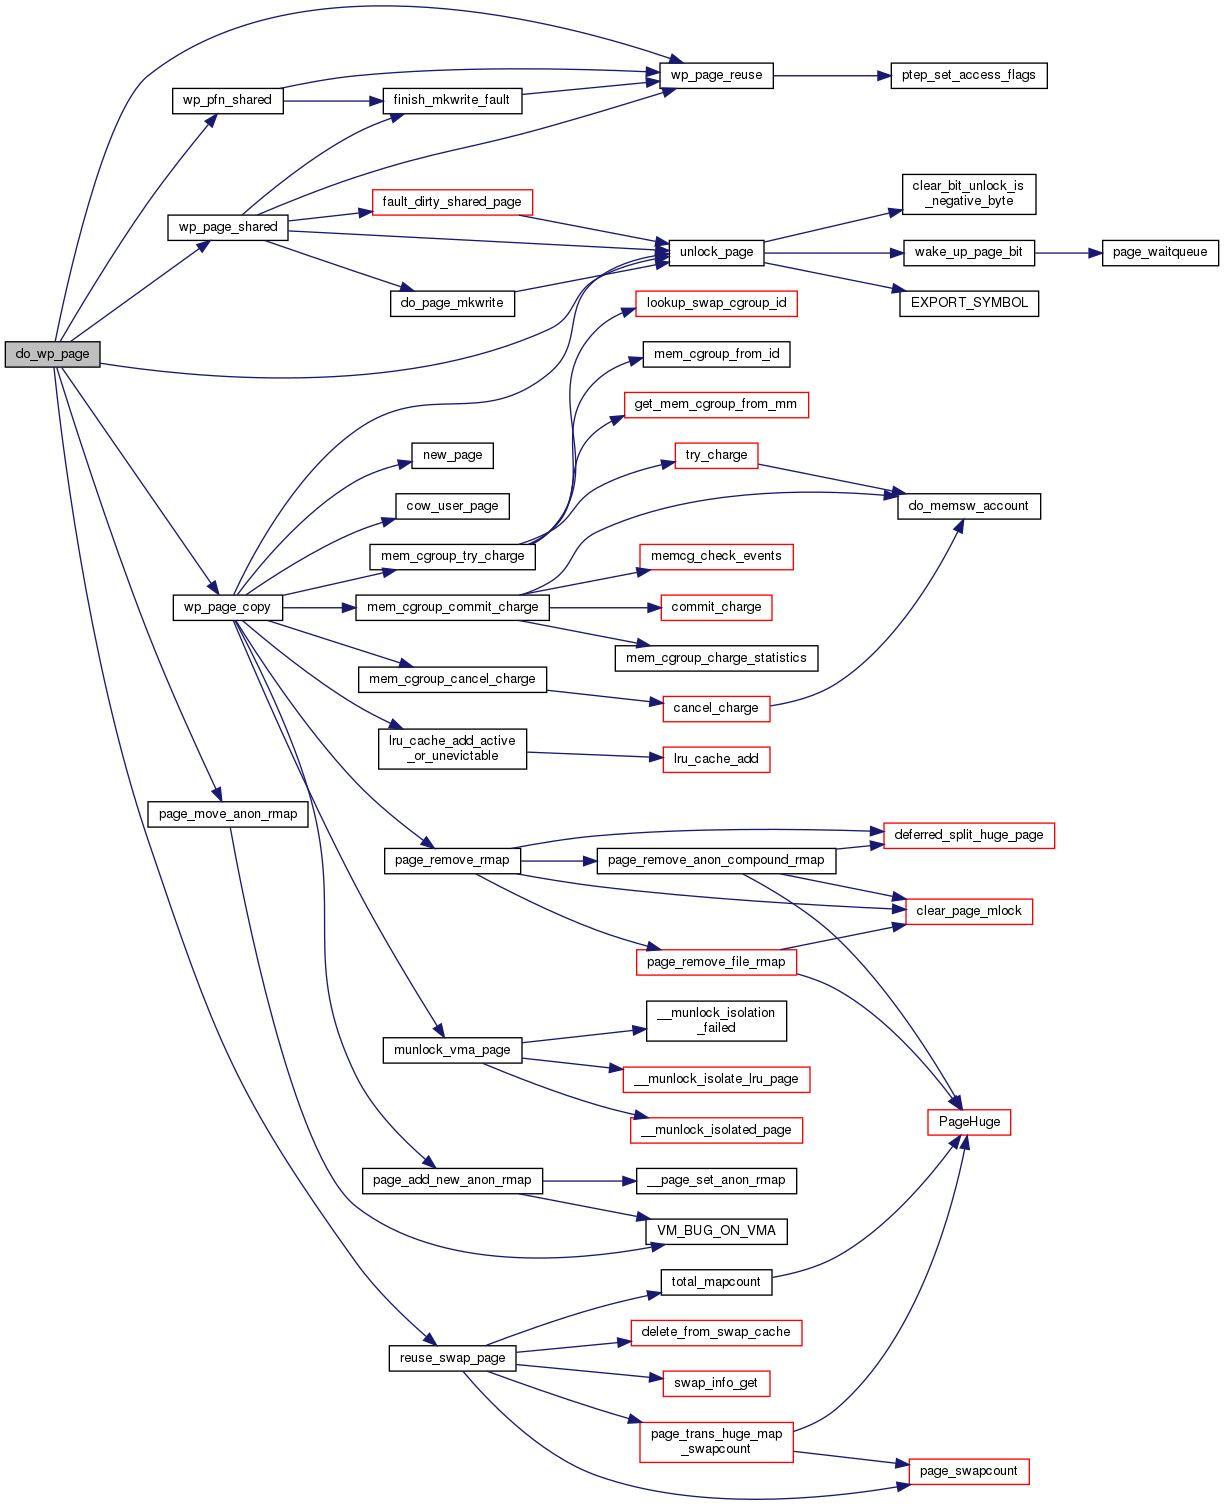 do_wp_page
wp_pfn_shared
wp_page_shared
wp_page_copy
page_move_anon_rmap
finish_mkwrite_fault
fault_dirty_shared_page
do_page_mkwrite
new_page
cow_user_page
mem_cgroup_try_charge
mem_cgroup_commit_charge
mem_cgroup_cancel_charge
lru_cache_add_active
_or_unevictable
page_remove_rmap
munlock_vma_page
page_add_new_anon_rmap
reuse_swap_page
wp_page_reuse
unlock_page
lookup_swap_cgroup_id
mem_cgroup_from_id
get_mem_cgroup_from_mm
try_charge
memcg_check_events
commit_charge
mem_cgroup_charge_statistics
cancel_charge
lru_cache_add
page_remove_anon_compound_rmap
page_remove_file_rmap
__munlock_isolation
_failed
__munlock_isolate_lru_page
__munlock_isolated_page
__page_set_anon_rmap
VM_BUG_ON_VMA
total_mapcount
delete_from_swap_cache
swap_info_get
page_trans_huge_map
_swapcount
ptep_set_access_flags
clear_bit_unlock_is
_negative_byte
wake_up_page_bit
EXPORT_SYMBOL
do_memsw_account
deferred_split_huge_page
clear_page_mlock
PageHuge
page_swapcount
page_waitqueue